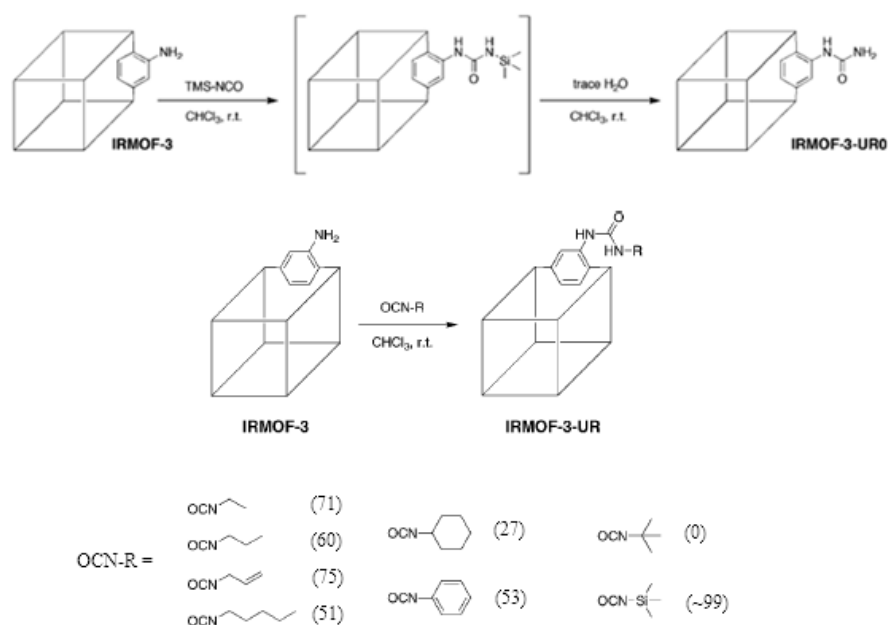 NH₂
TMS-NCO
CHCl₃, r.t.
IRMOF-3
H N
H N
Si
O
trace H₂O
CHCl₃, r.t.
H N
NH₂
O
IRMOF-3-UR0
NH₂
OCN-R
CHCl₃, r.t.
IRMOF-3
HN
O
HN-R
IRMOF-3-UR
OCN-R =
OCN (71)
OCN (60)
OCN (75)
OCN (51)
OCN (27)
OCN (53)
OCN (0)
OCN-Si (~99)